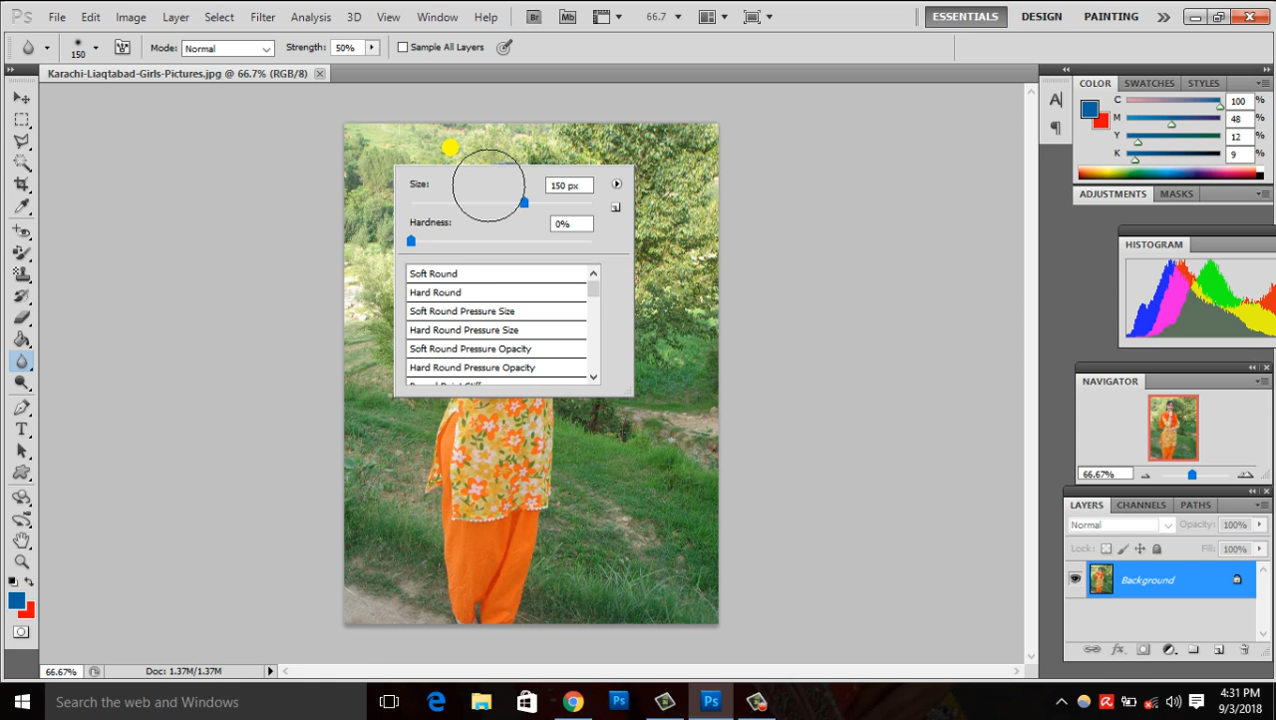 Ps File Edit Image Layer Select Filter Analysis 3D View Window Help Br Mb 66.7 ESSENTIALS DESIGN PAINTING
150 Mode: Normal Strength: 50% Sample All Layers
Karachi-Liaqtabad-Girls-Pictures.jpg @ 66.7% (RGB/8)
COLOR SWATCHES STYLES
C 100 %
M 48 %
Y 12 %
K 9 %
ADJUSTMENTS MASKS
Size: 150 px
Hardness: 0%
Soft Round
Hard Round
Soft Round Pressure Size
Hard Round Pressure Size
Soft Round Pressure Opacity
Hard Round Pressure Opacity
HISTOGRAM
NAVIGATOR
66.67%
LAYERS CHANNELS PATHS
Normal Opacity: 100%
Lock: Fill: 100%
Background
66.67% Doc: 1.37M/1.37M
Search the web and Windows
4:31 PM
9/3/2018